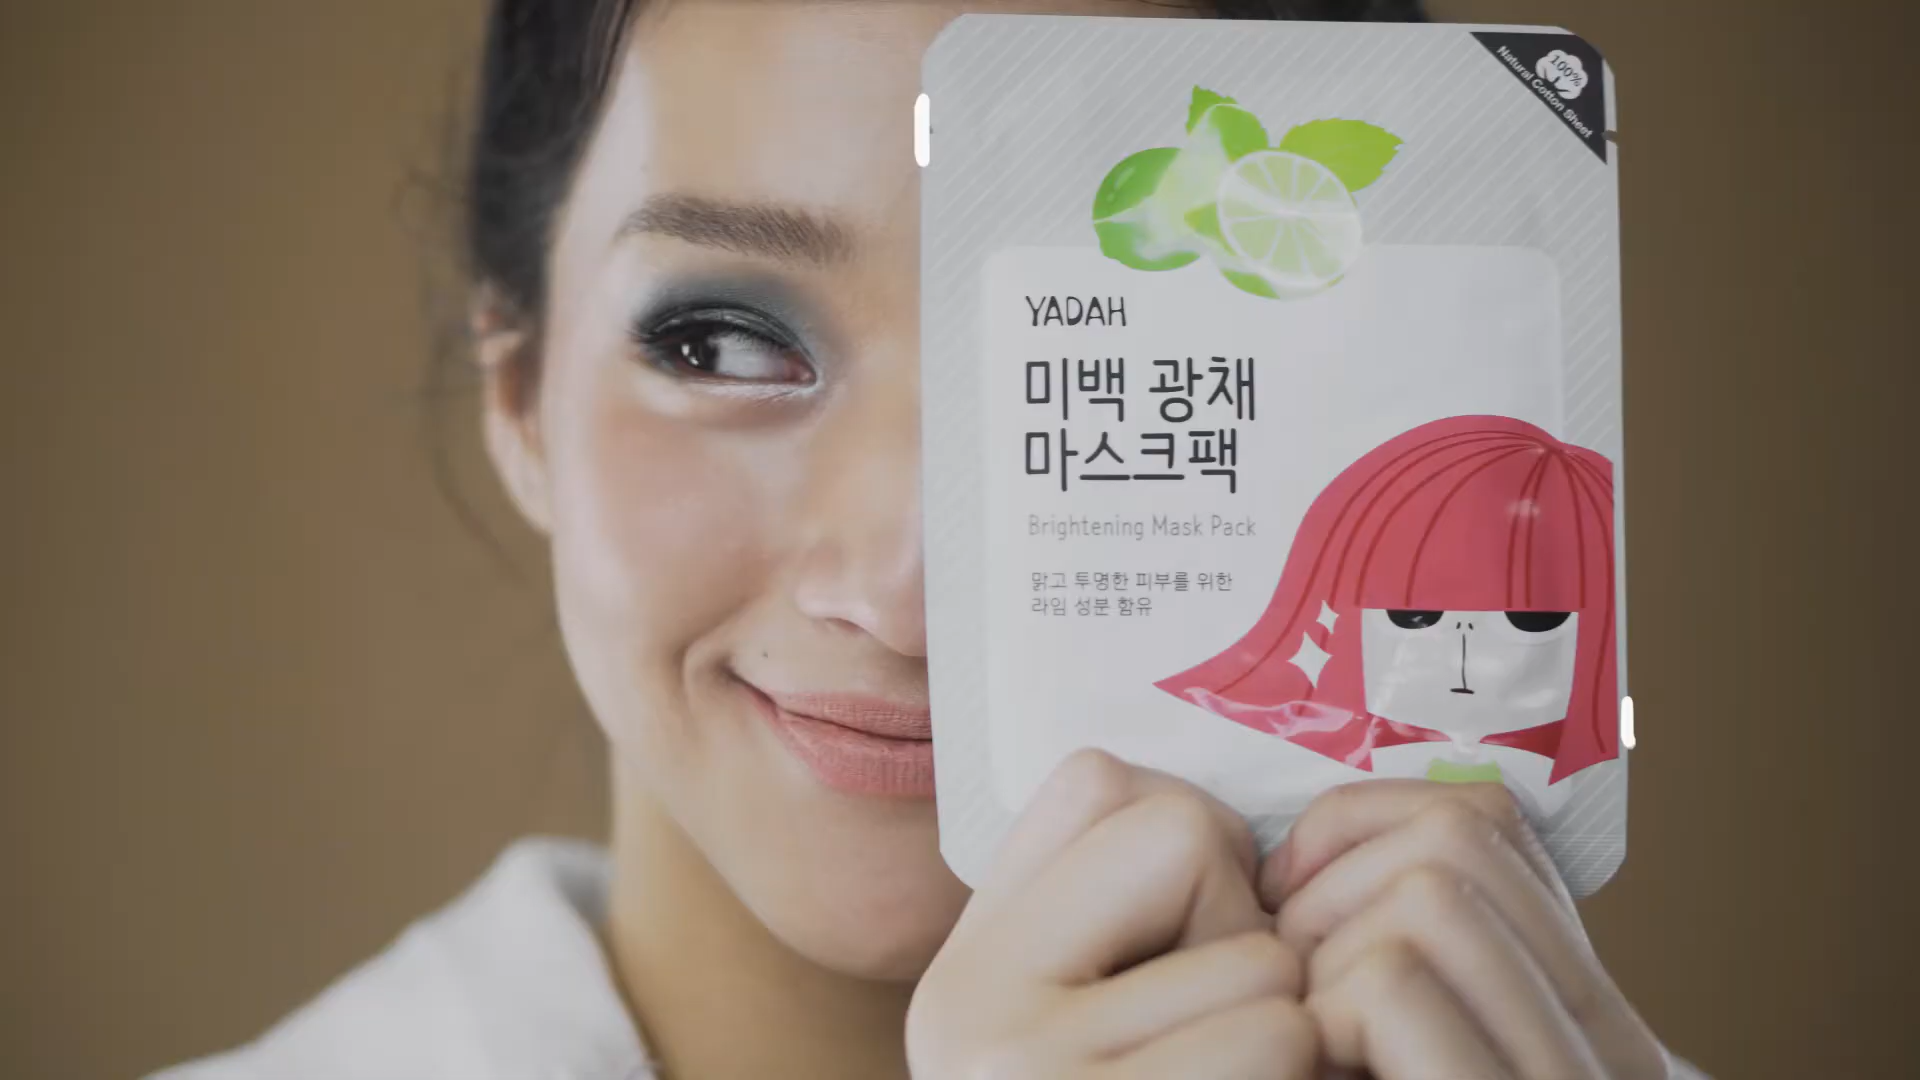 100%
Natural Cotton Sheet
YADAH
미백 광채
마스크팩
Brightening Mask Pack
맑고 투명한 피부를 위한
라임 성분 함유